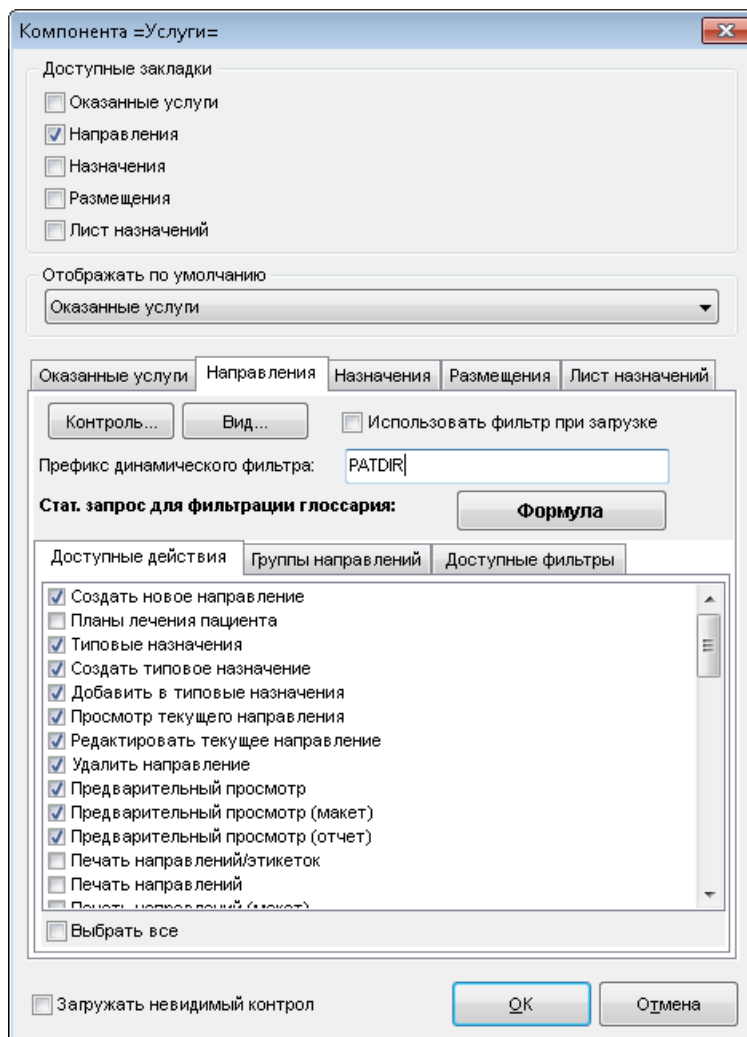 Компонента =Услуги=
Доступные закладки
Оказанные услуги
Направления
Назначения
Размещения
Лист назначений
Отображать по умолчанию
Оказанные услуги
Оказанные услуги Направления Назначения Размещения Лист назначений
Контроль... Вид... Использовать фильтр при загрузке
Префикс динамического фильтра: PATDIR
Стат. запрос для фильтрации глоссария: Формула
Доступные действия Группы направлений Доступные фильтры
Создать новое направление
Планы лечения пациента
Типовые назначения
Создать типовое назначение
Добавить в типовые назначения
Просмотр текущего направления
Редактировать текущее направление
Удалить направление
Предварительный просмотр
Предварительный просмотр (макет)
Предварительный просмотр (отчет)
Печать направлений/этикеток
Печать направлений
Печать направлений (макет)
Выбрать все
Загружать невидимый контрол OK Отмена